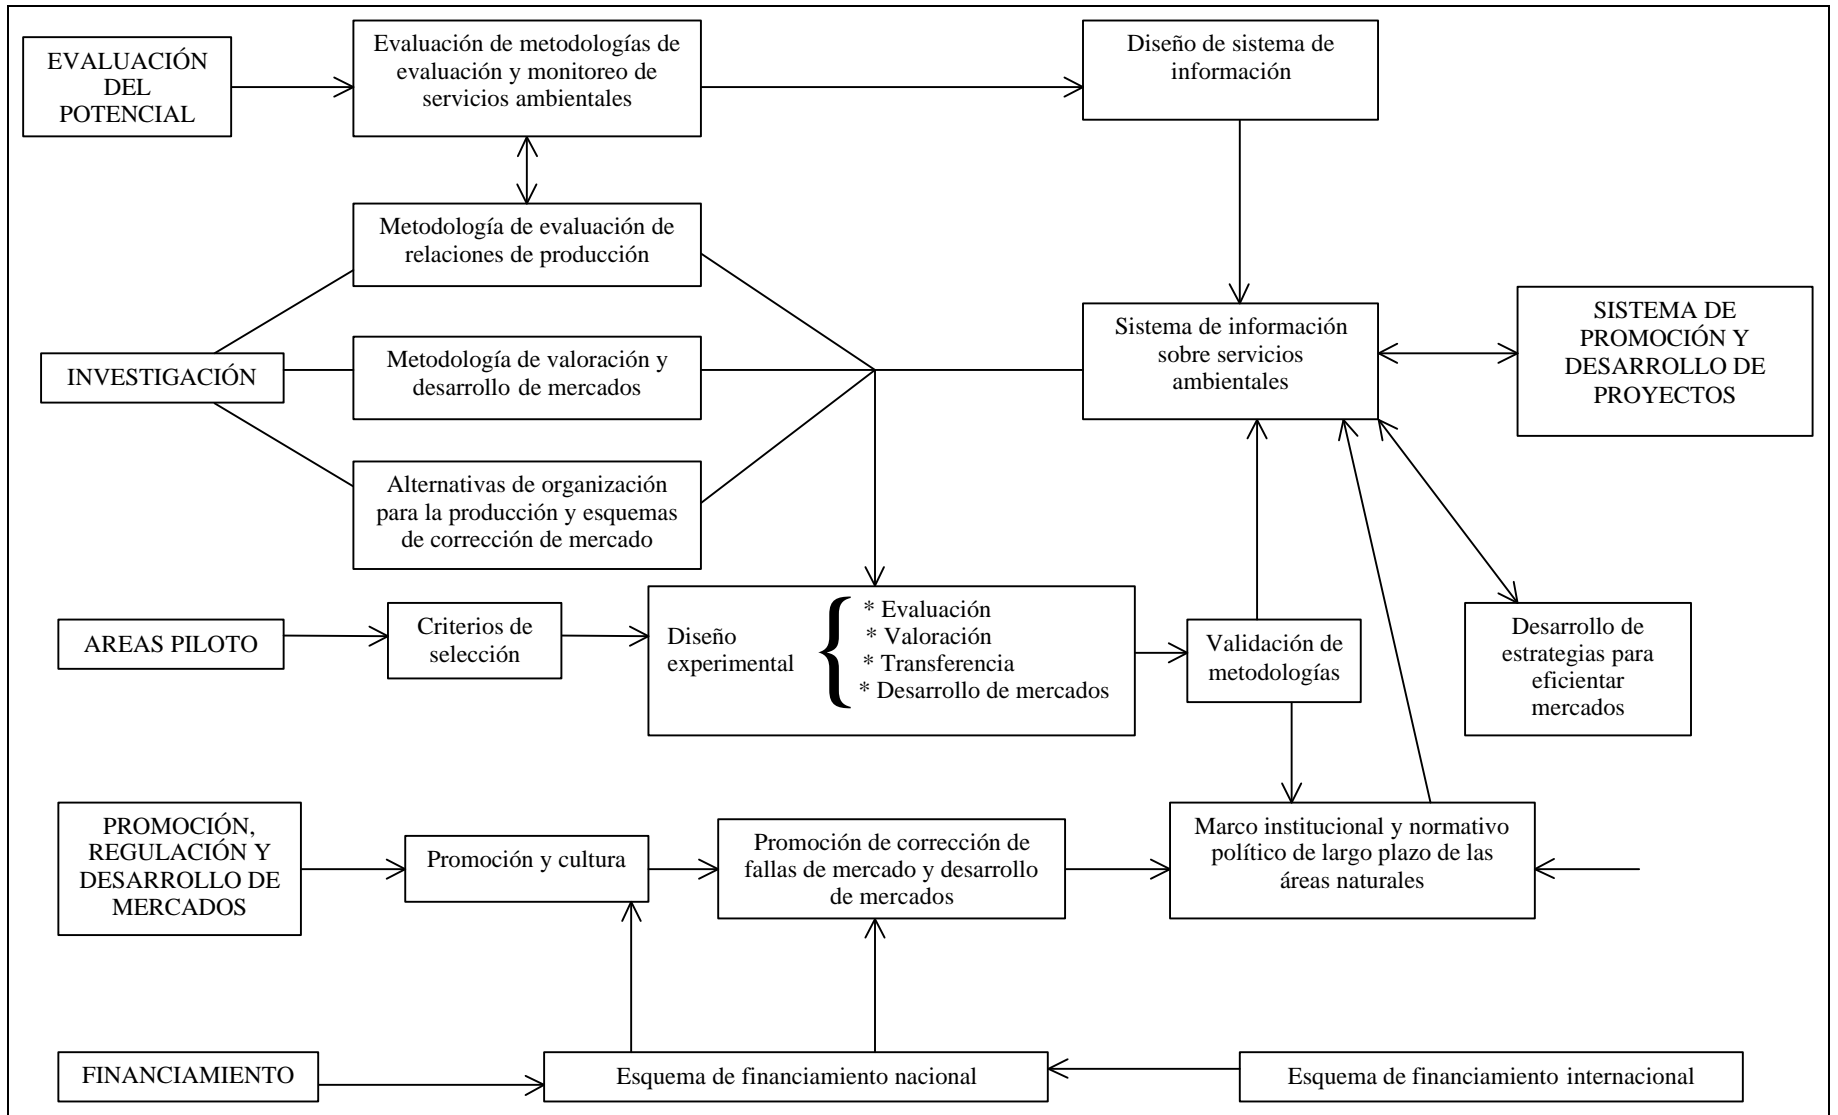 EVALUACIÓN
DEL
POTENCIAL
Evaluación de metodologías de
evaluación y monitoreo de
servicios ambientales
Diseño de sistema de
información
Metodología de evaluación de
relaciones de producción
INVESTIGACIÓN
Metodología de valoración y
desarrollo de mercados
Sistema de información
sobre servicios
ambientales
SISTEMA DE
PROMOCIÓN Y
DESARROLLO DE
PROYECTOS
Alternativas de organización
para la producción y esquemas
de corrección de mercado
AREAS PILOTO
Criterios de
selección
Diseño
experimental
{
* Evaluación
* Valoración
* Transferencia
* Desarrollo de mercados
Validación de
metodologías
Desarrollo de
estrategias para
eficientar
mercados
PROMOCIÓN,
REGULACIÓN Y
DESARROLLO DE
MERCADOS
Promoción y cultura
Promoción de corrección de
fallas de mercado y desarrollo
de mercados
Marco institucional y normativo
político de largo plazo de las
áreas naturales
FINANCIAMIENTO
Esquema de financiamiento nacional
Esquema de financiamiento internacional